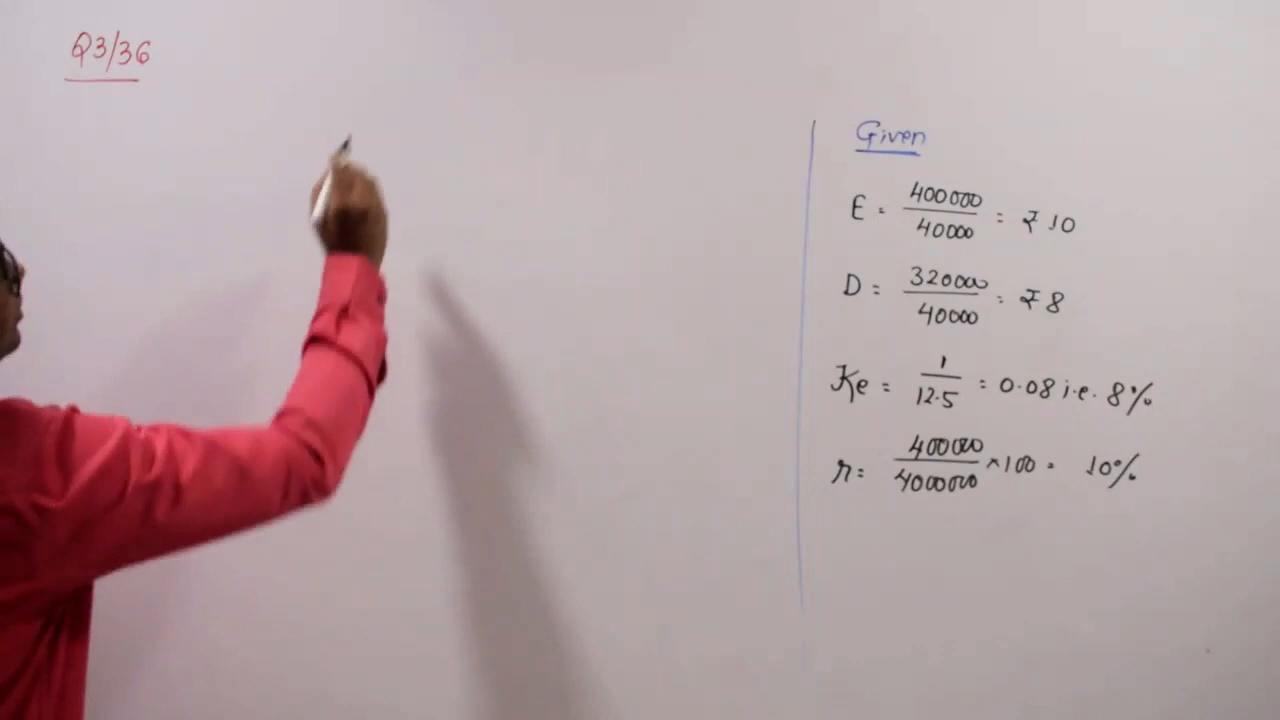 Q3/36
Given
E = 400000/40000 = ₹ 10
D = 320000/40000 = ₹ 8
Ke = 1/12.5 = 0.08 i.e. 8%
r = 400000/4000000 × 100 = 10%